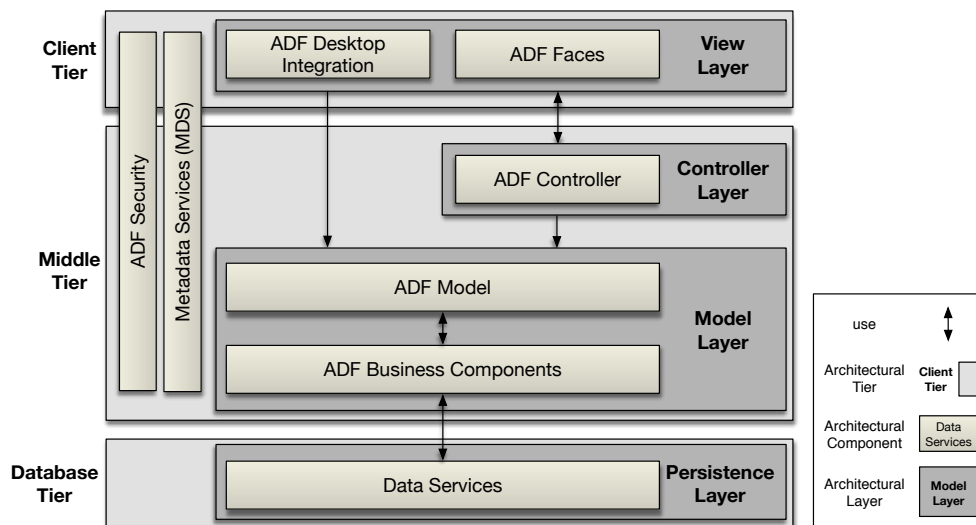 Client
Tier
ADF Desktop
Integration
ADF Faces
View
Layer
ADF Security
Metadata Services (MDS)
Middle
Tier
ADF Controller
Controller
Layer
ADF Model
ADF Business Components
Model
Layer
Database
Tier
Data Services
Persistence
Layer
use
Architectural
Tier
Client
Tier
Architectural
Component
Data
Services
Architectural
Layer
Model
Layer